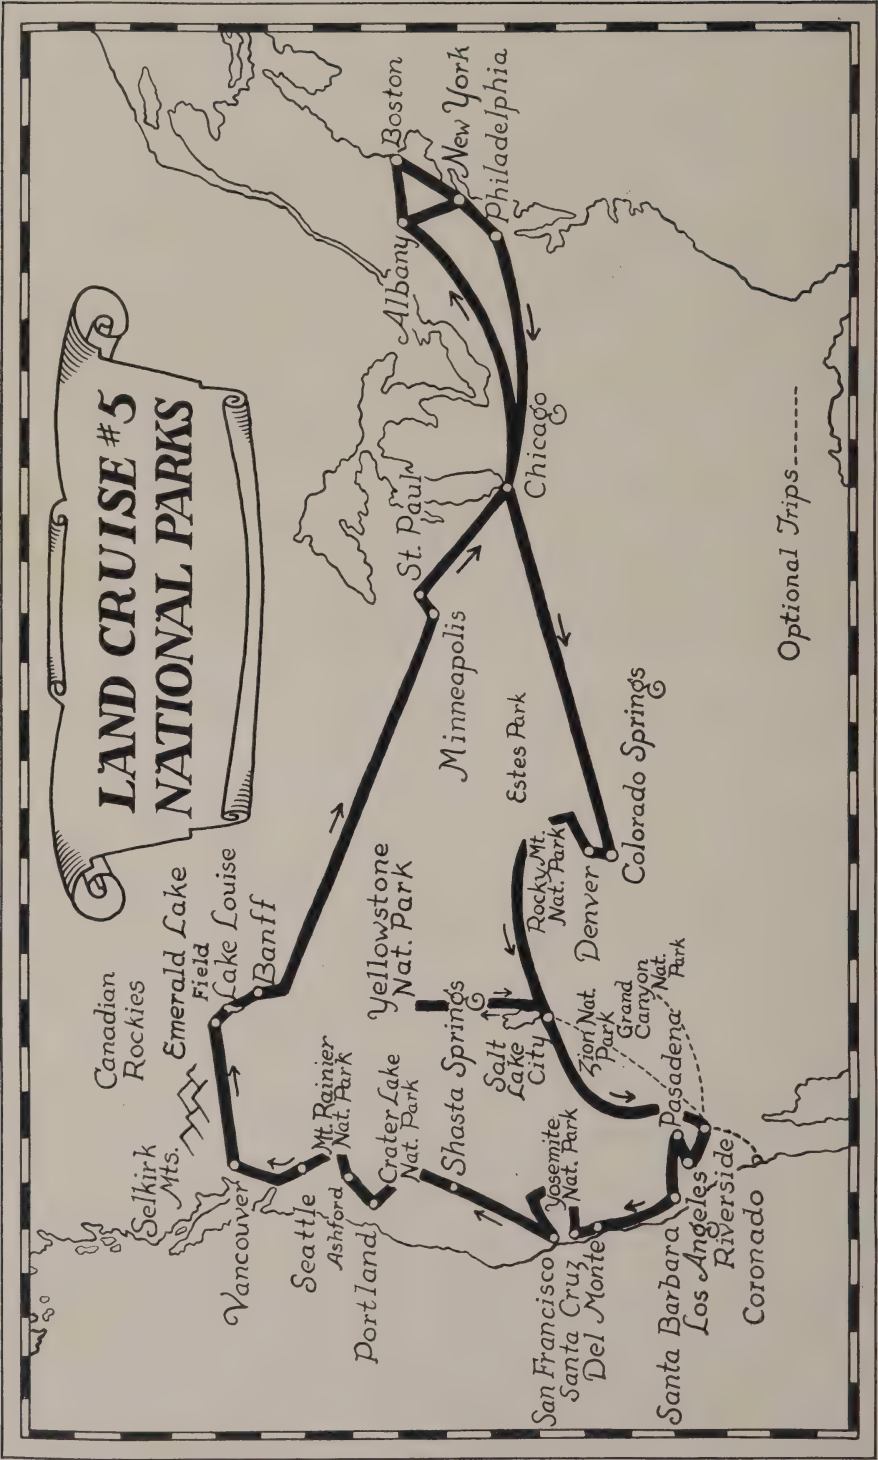 LAND CRUISE #5
NATIONAL PARKS
Canadian
Rockies
Emerald Lake
Field
Lake Louise
Banff
Selkirk
Mts.
Vancouver
Seattle
Ashford
Mt. Rainier
Nat. Park
Portland
Crater Lake
Nat. Park
Shasta Springs
Yellowstone
Nat. Park
Salt
Lake
City
Zion Nat.
Park
Grand
Canyon
Nat.
Park
Yosemite
Nat. Park
San Francisco
Santa Cruz
Del Monte
Santa Barbara
Los Angeles
Riverside
Coronado
Pasadena
Estes Park
Rocky Mt.
Nat. Park
Denver
Colorado Springs
Minneapolis
St. Paul
Chicago
Albany
Boston
New York
Philadelphia
Optional Trips-------